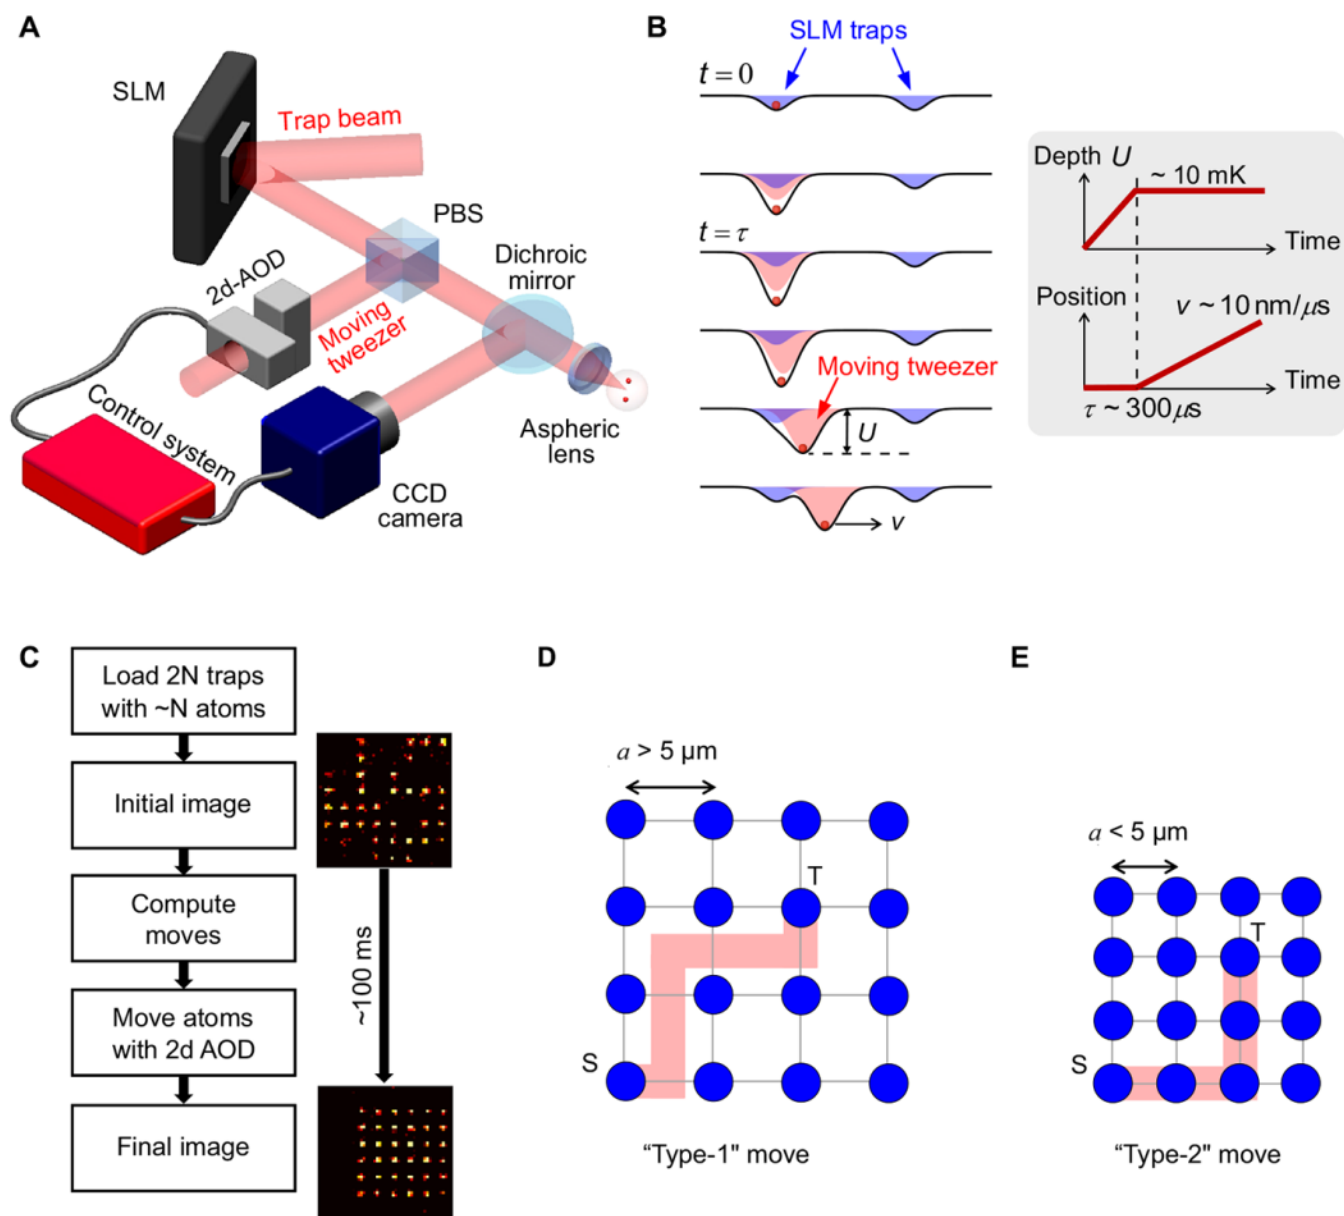 A
SLM
Trap beam
PBS
Dichroic
mirror
2d-AOD
Moving
tweezer
Aspheric
lens
Control system
CCD
camera
B
SLM traps
t = 0
t = τ
Moving tweezer
U
v
Depth U
~ 10 mK
Time
Position
v ~ 10 nm/μs
Time
τ ~ 300 μs
C
Load 2N traps
with ~N atoms
Initial image
Compute
moves
Move atoms
with 2d AOD
Final image
~100 ms
D
a > 5 μm
T
S
“Type-1" move
E
a < 5 μm
T
S
“Type-2" move